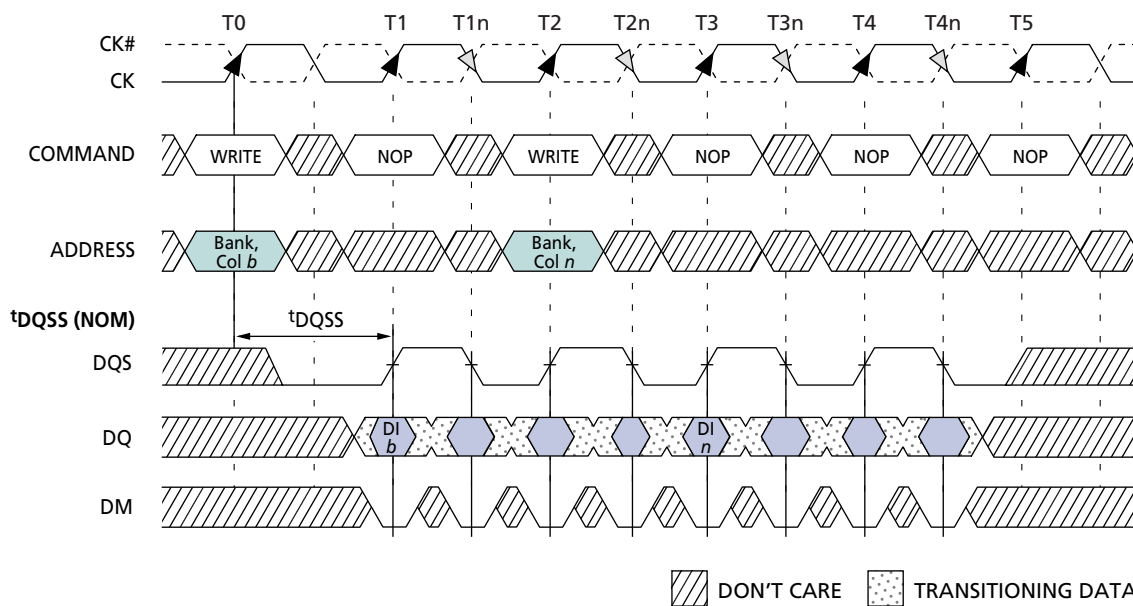 T0 T1 T1n T2 T2n T3 T3n T4 T4n T5
CK#
CK
COMMAND WRITE NOP WRITE NOP NOP NOP
ADDRESS Bank, Col b Bank, Col n
tDQSS (NOM) tDQSS
DQS
DQ DI b DI n
DM
DON'T CARE TRANSITIONING DATA